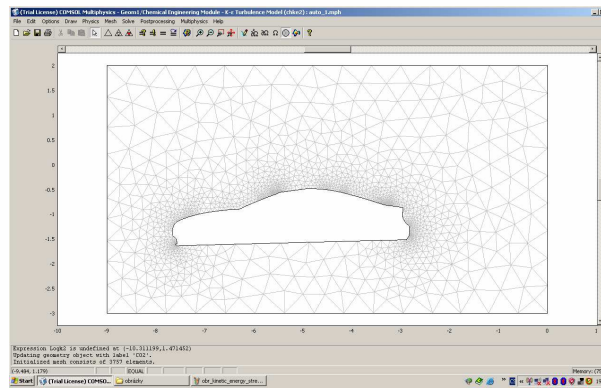 (Trial License) COMSOL Multiphysics - Geom1/Chemical Engineering Module - K-ε Turbulence Model (chke2) : auto_1.mph
File Edit Options Draw Physics Mesh Solve Postprocessing Multiphysics Help
2
1.5
1
0.5
0
-0.5
-1
-1.5
-2
-2.5
-3
-10 -9 -8 -7 -6 -5 -4 -3 -2 -1 0 1
Expression Logk2 is undefined at (-10.311199,1.471452)
Updating geometry object with label 'CO2'.
Initialized mesh consists of 3757 elements.
(-9.484, 1.179) EQUAL Memory: (75
Start (Trial License) COMSO... obrázky obr_kinetic_energy_stre...